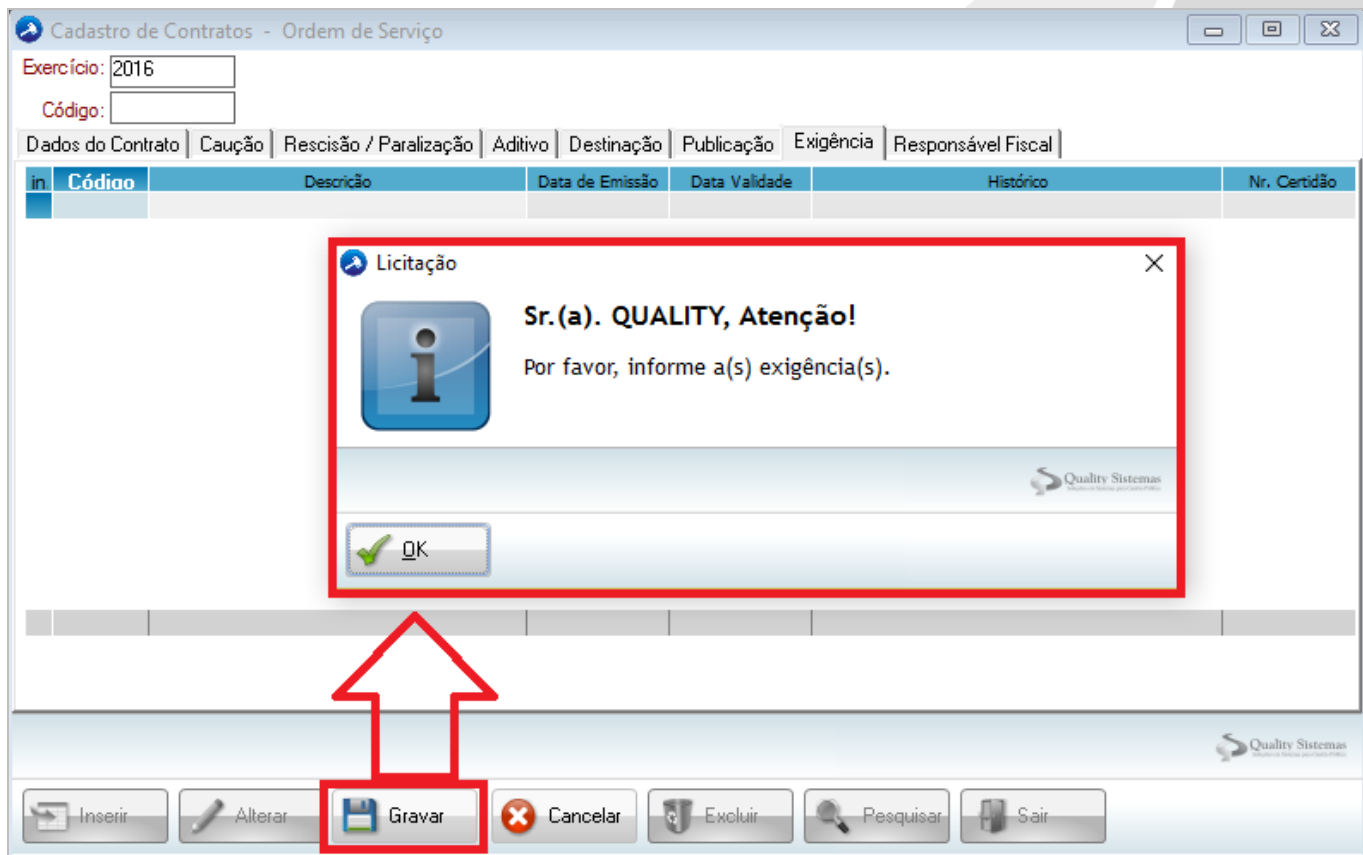 Cadastro de Contratos - Ordem de Serviço
Exercício: 2016
Código:
Dados do Contrato Caução Rescisão / Paralização Aditivo Destinação Publicação Exigência Responsável Fiscal
in Código Descrição Data de Emissão Data Validade Histórico Nr. Certidão
Licitação
Sr.(a). QUALITY, Atenção!
Por favor, informe a(s) exigência(s).
Quality Sistemas
OK
Quality Sistemas
Inserir Alterar Gravar Cancelar Excluir Pesquisar Sair